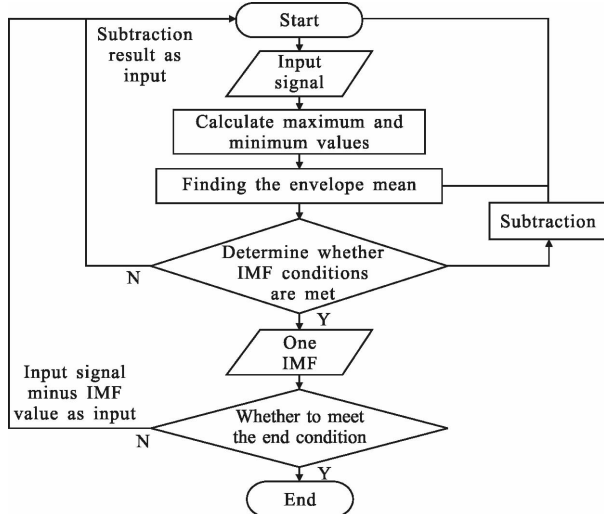 Start
Subtraction
result as
input
Input
signal
Calculate maximum and
minimum values
Finding the envelope mean
Subtraction
Determine whether
IMF conditions
are met
N
Y
One
IMF
Input signal
minus IMF
value as input
Whether to meet
the end condition
N
Y
End